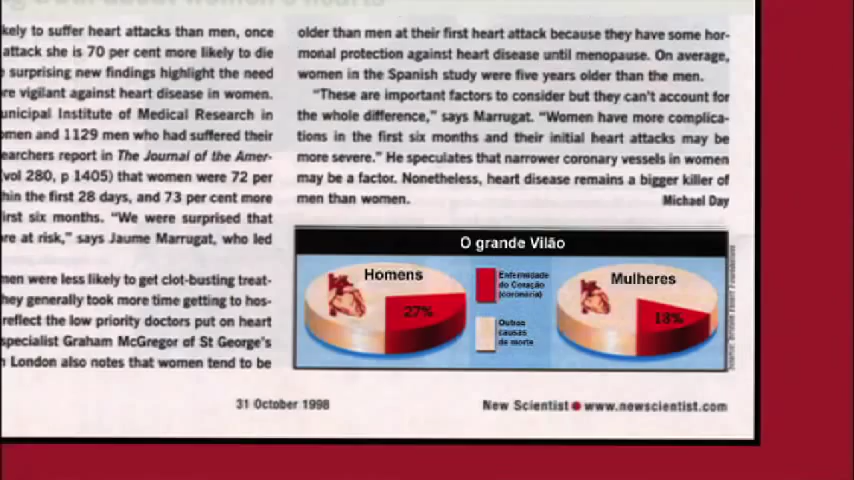 kely to suffer heart attacks than men, once
attack she is 70 per cent more likely to die
surprising new findings highlight the need
re vigilant against heart disease in women.
unicipal Institute of Medical Research in
omen and 1129 men who had suffered their
earchers report in The Journal of the Amer-
(vol 280, p 1405) that women were 72 per
hin the first 28 days, and 73 per cent more
irst six months. "We were surprised that
re at risk," says Jaume Marrugat, who led
men were less likely to get clot-busting treat-
hey generally took more time getting to hos-
reflect the low priority doctors put on heart
specialist Graham McGregor of St George's
London also notes that women tend to be
older than men at their first heart attack because they have some hor-
monal protection against heart disease until menopause. On average,
women in the Spanish study were five years older than the men.
"These are important factors to consider but they can't account for
the whole difference," says Marrugat. "Women have more complica-
tions in the first six months and their initial heart attacks may be
more severe." He speculates that narrower coronary vessels in women
may be a factor. Nonetheless, heart disease remains a bigger killer of
men than women. Michael Day
O grande Vilão
Homens
27%
Enfermidade
do Coração
(coronária)
Outras
causas
de morte
Mulheres
13%
31 October 1998
New Scientist • www.newscientist.com